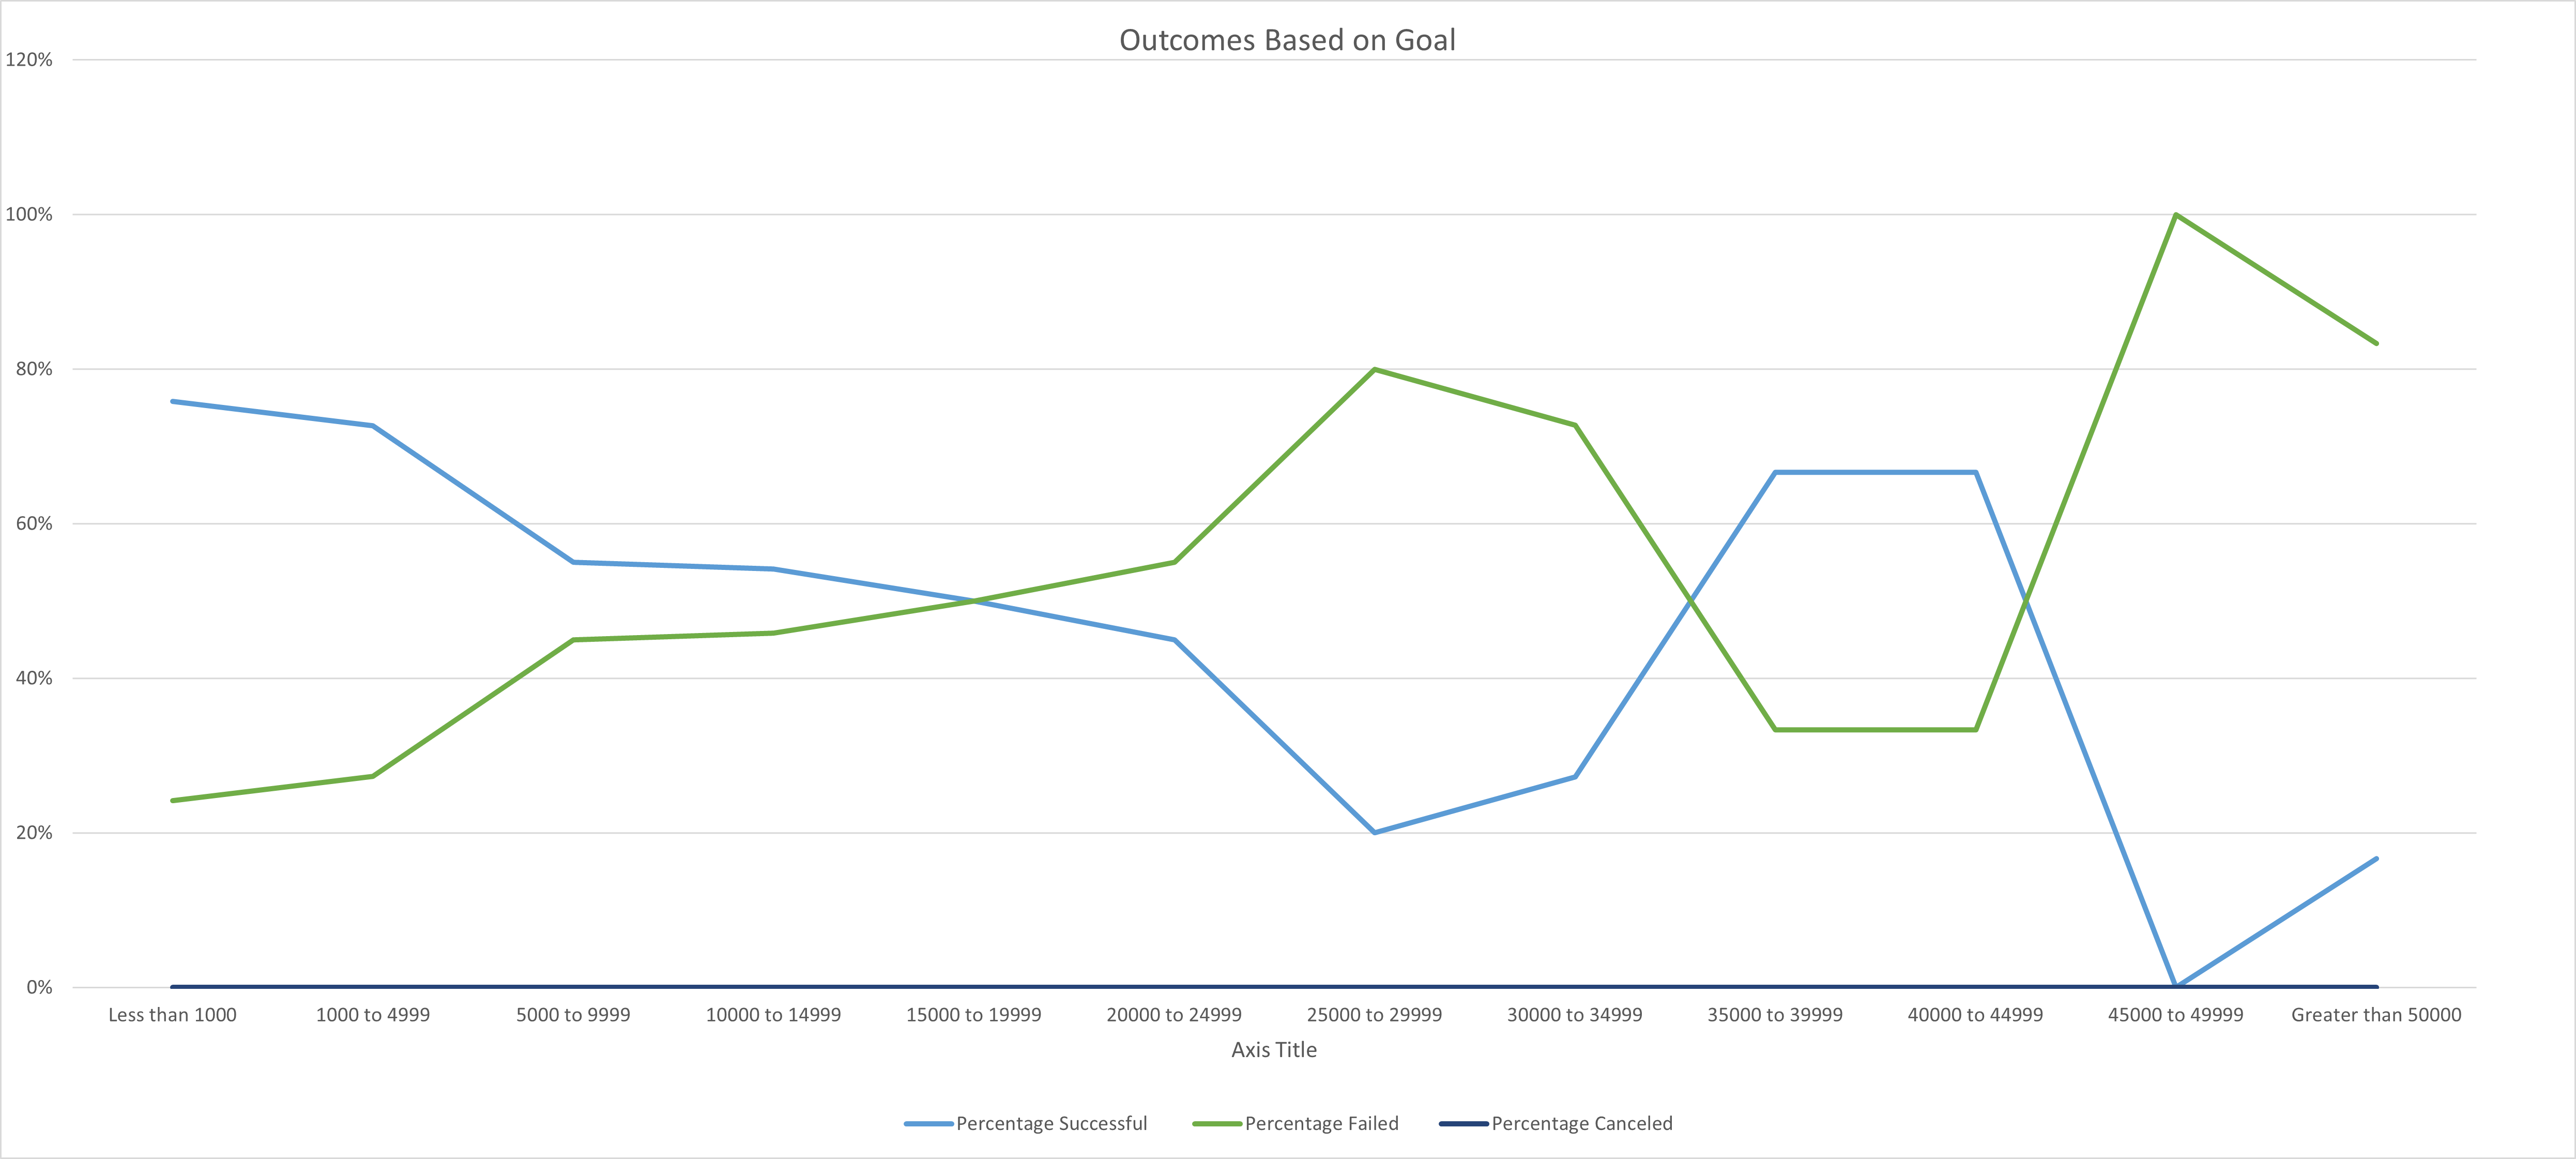 Outcomes Based on Goal
120%
100%
80%
60%
40%
20%
0%
Less than 1000 1000 to 4999 5000 to 9999 10000 to 14999 15000 to 19999 20000 to 24999 25000 to 29999 30000 to 34999 35000 to 39999 40000 to 44999 45000 to 49999 Greater than 50000
Axis Title
Percentage Successful Percentage Failed Percentage Canceled